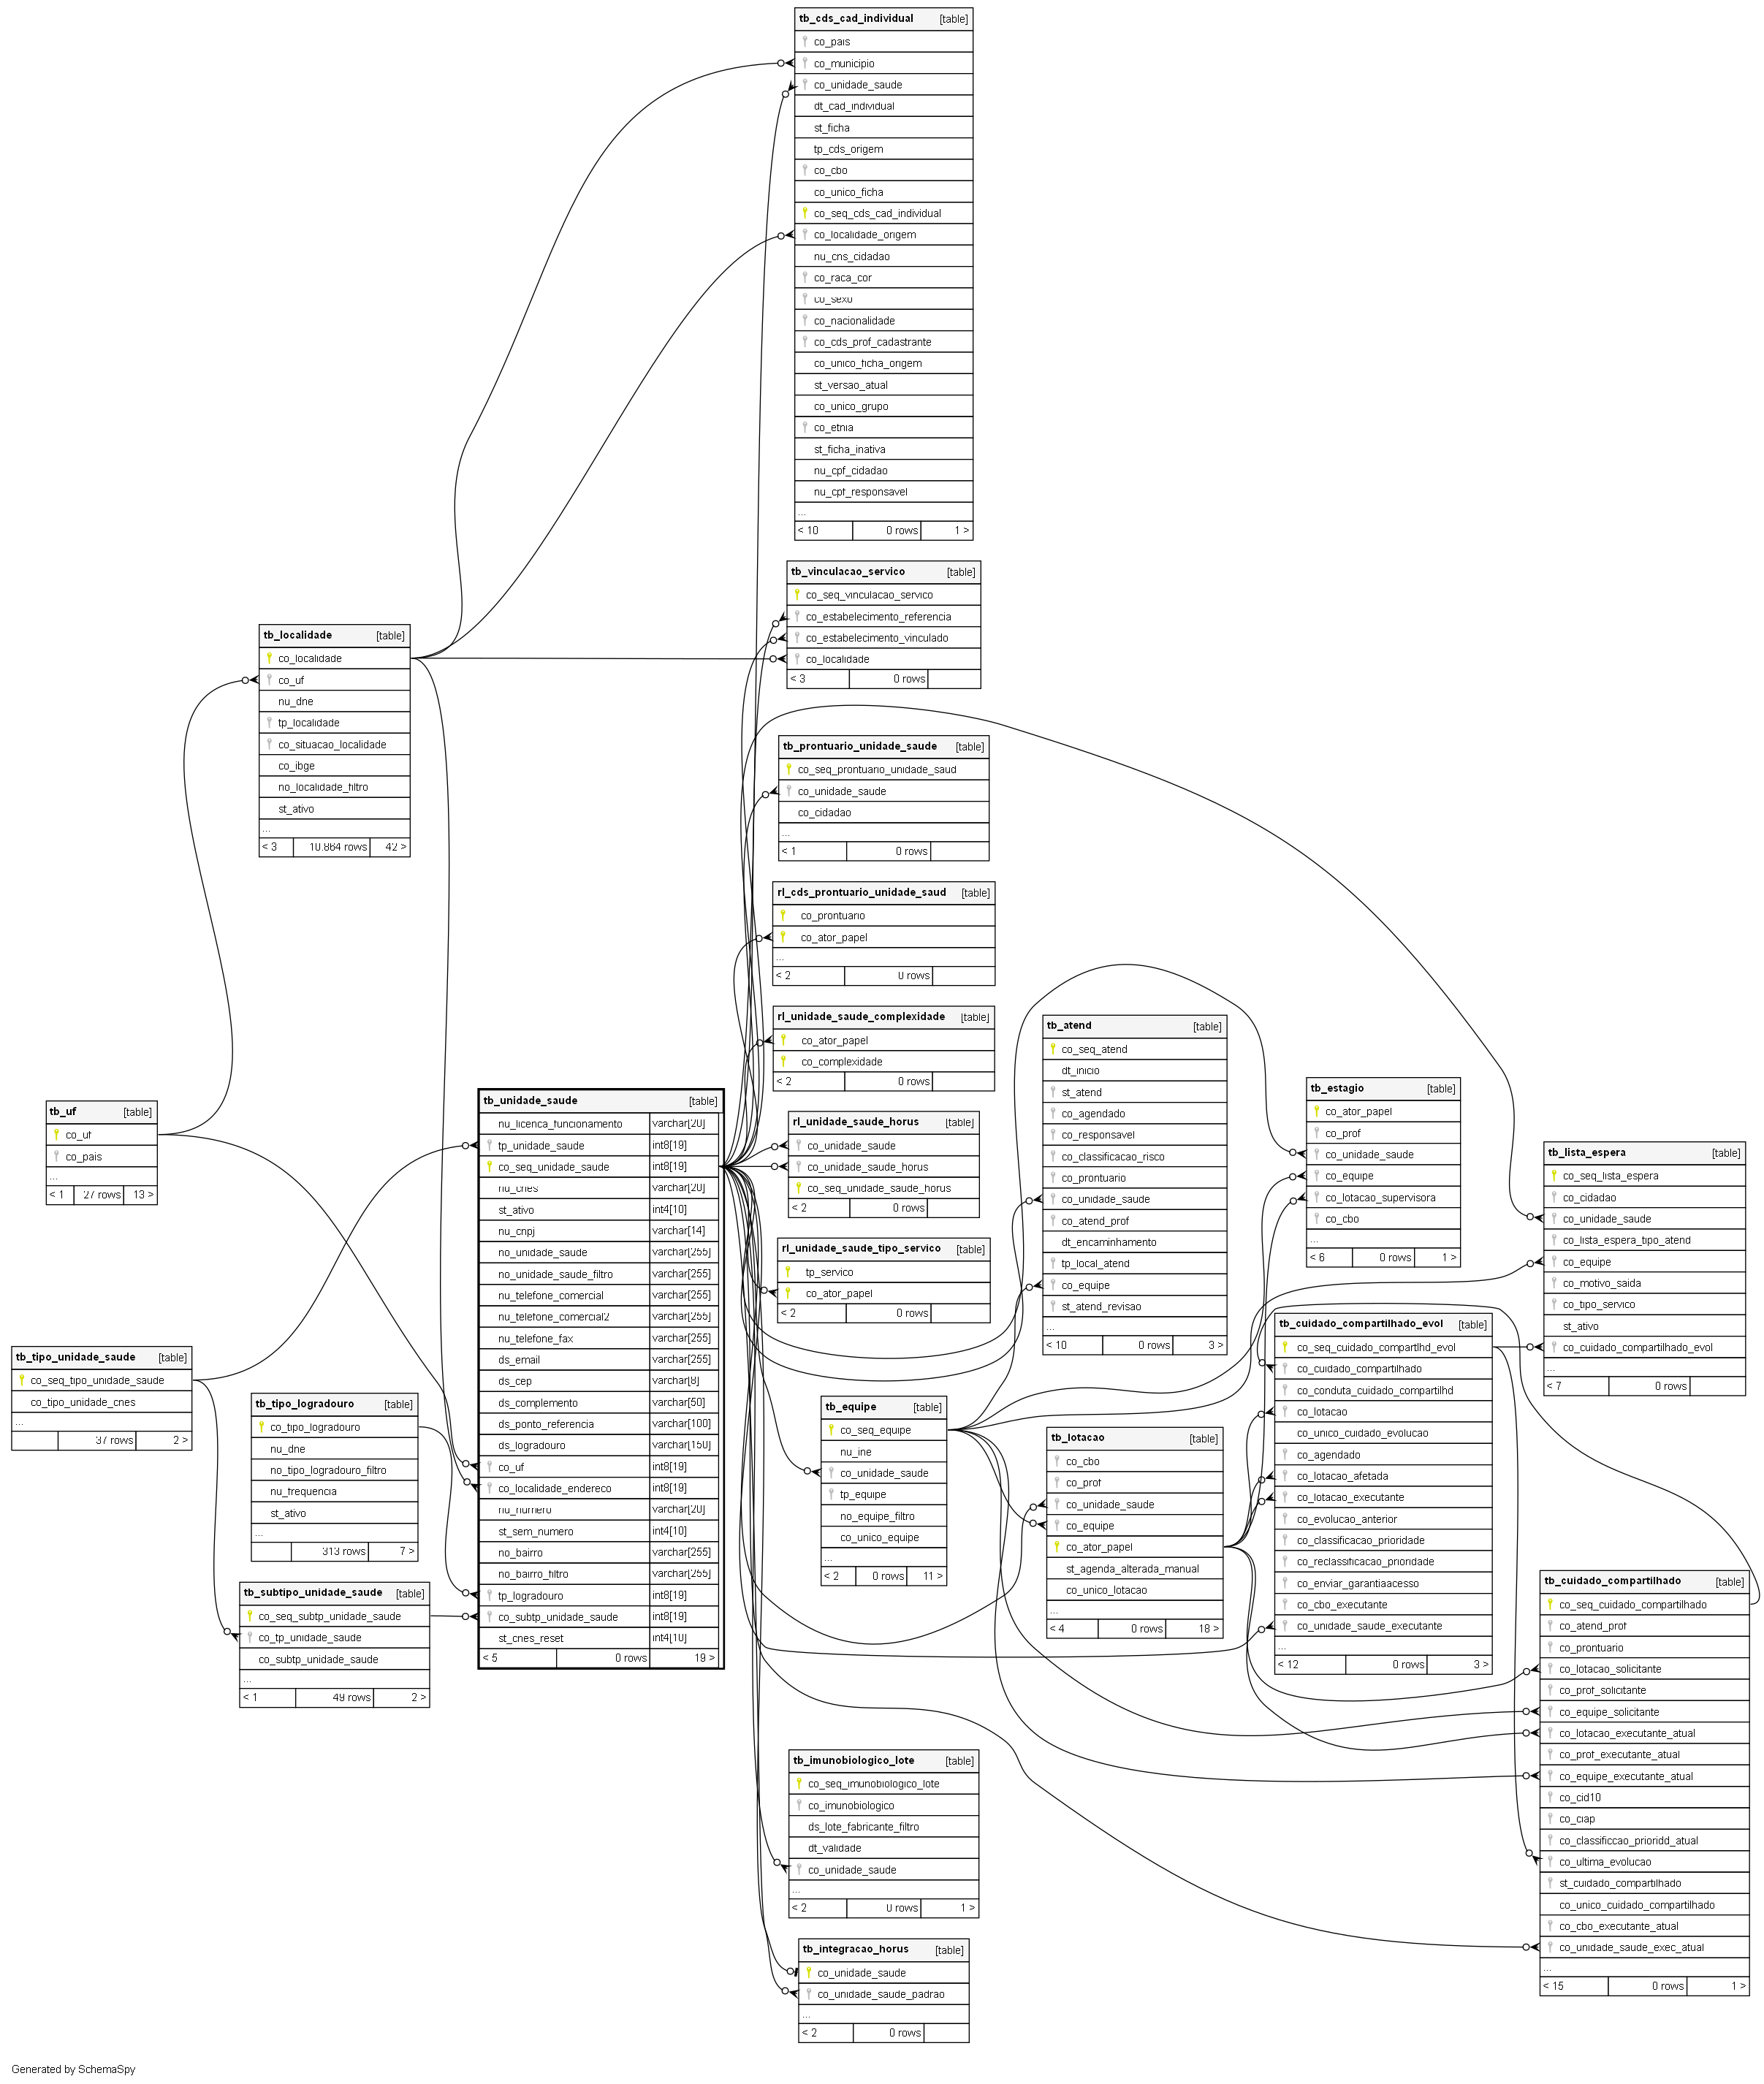 tb_cds_cad_individual [table]
co_pais
co_municipio
co_unidade_saude
dt_cad_individual
st_ficha
tp_cds_origem
co_cbo
co_unico_ficha
co_seq_cds_cad_individual
co_localidade_origem
nu_cns_cidadao
co_raca_cor
co_sexo
co_nacionalidade
co_cds_prof_cadastrante
co_unico_ficha_origem
st_versao_atual
co_unico_grupo
co_etnia
st_ficha_inativa
nu_cpf_cidadao
nu_cpf_responsavel
...
< 10 0 rows 1 >
tb_vinculacao_servico [table]
co_seq_vinculacao_servico
co_estabelecimento_referencia
co_estabelecimento_vinculado
co_localidade
< 3 0 rows
tb_localidade [table]
co_localidade
co_uf
nu_dne
tp_localidade
co_situacao_localidade
co_ibge
no_localidade_filtro
st_ativo
...
< 3 10.864 rows 42 >
tb_prontuario_unidade_saude [table]
co_seq_prontuario_unidade_saud
co_unidade_saude
co_cidadao
...
< 1 0 rows
rl_cds_prontuario_unidade_saud [table]
co_prontuario
co_ator_papel
...
< 2 0 rows
rl_unidade_saude_complexidade [table]
co_ator_papel
co_complexidade
< 2 0 rows
rl_unidade_saude_horus [table]
co_unidade_saude
co_unidade_saude_horus
co_seq_unidade_saude_horus
< 2 0 rows
rl_unidade_saude_tipo_servico [table]
tp_servico
co_ator_papel
< 2 0 rows
tb_uf [table]
co_uf
co_pais
...
< 1 27 rows 13 >
tb_tipo_unidade_saude [table]
co_seq_tipo_unidade_saude
co_tipo_unidade_cnes
...
37 rows 2 >
tb_tipo_logradouro [table]
co_tipo_logradouro
nu_dne
no_tipo_logradouro_filtro
nu_frequencia
st_ativo
...
313 rows 7 >
tb_subtipo_unidade_saude [table]
co_seq_subtp_unidade_saude
co_tp_unidade_saude
co_subtp_unidade_saude
...
< 1 49 rows 2 >
tb_unidade_saude [table]
nu_licenca_funcionamento varchar[20]
tp_unidade_saude int8[19]
co_seq_unidade_saude int8[19]
nu_cnes varchar[20]
st_ativo int4[10]
nu_cnpj varchar[14]
no_unidade_saude varchar[255]
no_unidade_saude_filtro varchar[255]
nu_telefone_comercial varchar[255]
nu_telefone_comercial2 varchar[255]
nu_telefone_fax varchar[255]
ds_email varchar[255]
ds_cep varchar[8]
ds_complemento varchar[50]
ds_ponto_referencia varchar[100]
ds_logradouro varchar[150]
co_uf int8[19]
co_localidade_endereco int8[19]
nu_numero varchar[20]
st_sem_numero int4[10]
no_bairro varchar[255]
no_bairro_filtro varchar[255]
tp_logradouro int8[19]
co_subtp_unidade_saude int8[19]
st_cnes_reset int4[10]
< 5 0 rows 19 >
tb_equipe [table]
co_seq_equipe
nu_ine
co_unidade_saude
tp_equipe
no_equipe_filtro
co_unico_equipe
...
< 2 0 rows 11 >
tb_imunobiologico_lote [table]
co_seq_imunobiologico_lote
co_imunobiologico
ds_lote_fabricante_filtro
dt_validade
co_unidade_saude
...
< 2 0 rows 1 >
tb_integracao_horus [table]
co_unidade_saude
co_unidade_saude_padrao
...
< 2 0 rows
tb_atend [table]
co_seq_atend
dt_inicio
st_atend
co_agendado
co_responsavel
co_classificacao_risco
co_prontuario
co_unidade_saude
co_atend_prof
dt_encaminhamento
tp_local_atend
co_equipe
st_atend_revisao
...
< 10 0 rows 3 >
tb_lotacao [table]
co_cbo
co_prof
co_unidade_saude
co_equipe
co_ator_papel
st_agenda_alterada_manual
co_unico_lotacao
...
< 4 0 rows 18 >
tb_estagio [table]
co_ator_papel
co_prof
co_unidade_saude
co_equipe
co_lotacao_supervisora
co_cbo
...
< 6 0 rows 1 >
tb_cuidado_compartilhado_evol [table]
co_seq_cuidado_compartlhd_evol
co_cuidado_compartilhado
co_conduta_cuidado_compartilhd
co_lotacao
co_unico_cuidado_evolucao
co_agendado
co_lotacao_afetada
co_lotacao_executante
co_evolucao_anterior
co_classificacao_prioridade
co_reclassificacao_prioridade
co_enviar_garantiaacesso
co_cbo_executante
co_unidade_saude_executante
...
< 12 0 rows 3 >
tb_lista_espera [table]
co_seq_lista_espera
co_cidadao
co_unidade_saude
co_lista_espera_tipo_atend
co_equipe
co_motivo_saida
co_tipo_servico
st_ativo
co_cuidado_compartilhado_evol
...
< 7 0 rows
tb_cuidado_compartilhado [table]
co_seq_cuidado_compartilhado
co_atend_prof
co_prontuario
co_lotacao_solicitante
co_prof_solicitante
co_equipe_solicitante
co_lotacao_executante_atual
co_prof_executante_atual
co_equipe_executante_atual
co_cid10
co_ciap
co_classificcao_prioridd_atual
co_ultima_evolucao
st_cuidado_compartilhado
co_unico_cuidado_compartilhado
co_cbo_executante_atual
co_unidade_saude_exec_atual
...
< 15 0 rows 1 >
Generated by SchemaSpy